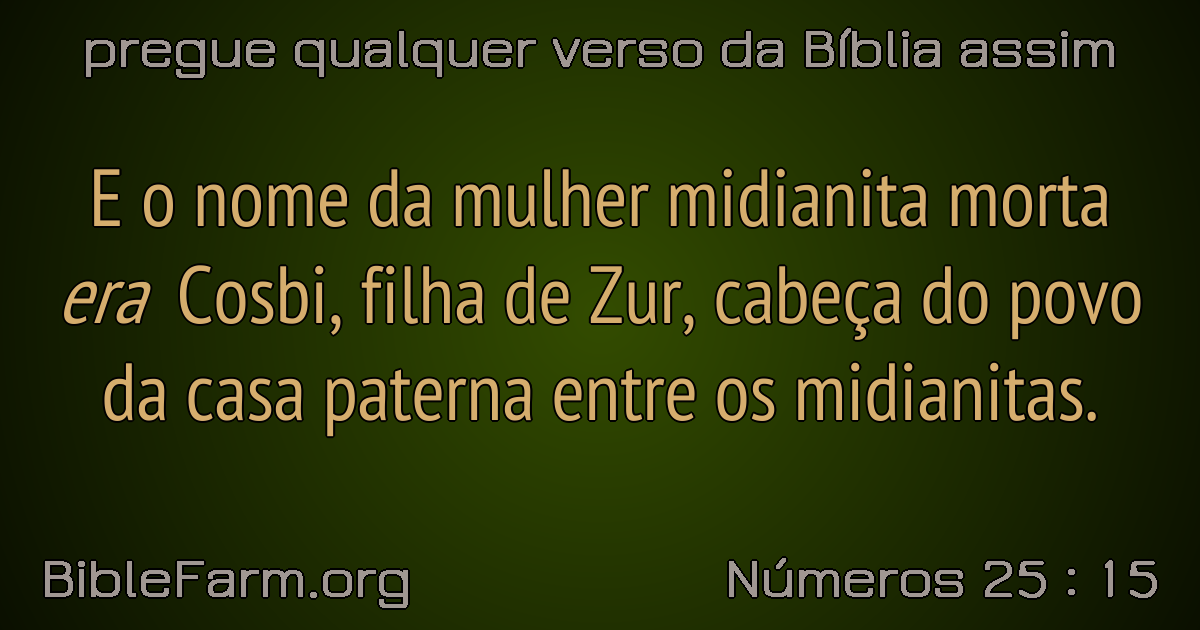 pregue qualquer verso da Bíblia assim
E o nome da mulher midianita morta
era Cosbi, filha de Zur, cabeça do povo
da casa paterna entre os midianitas.
BibleFarm.org
Números 25 : 15